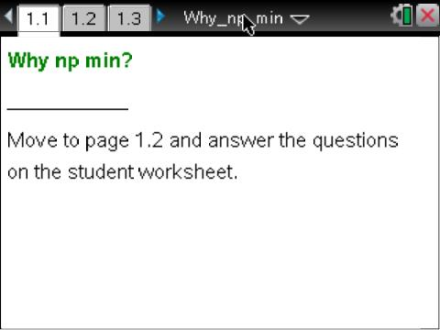 1.1 1.2 1.3 Why_np_min
Why np min?
Move to page 1.2 and answer the questions
on the student worksheet.